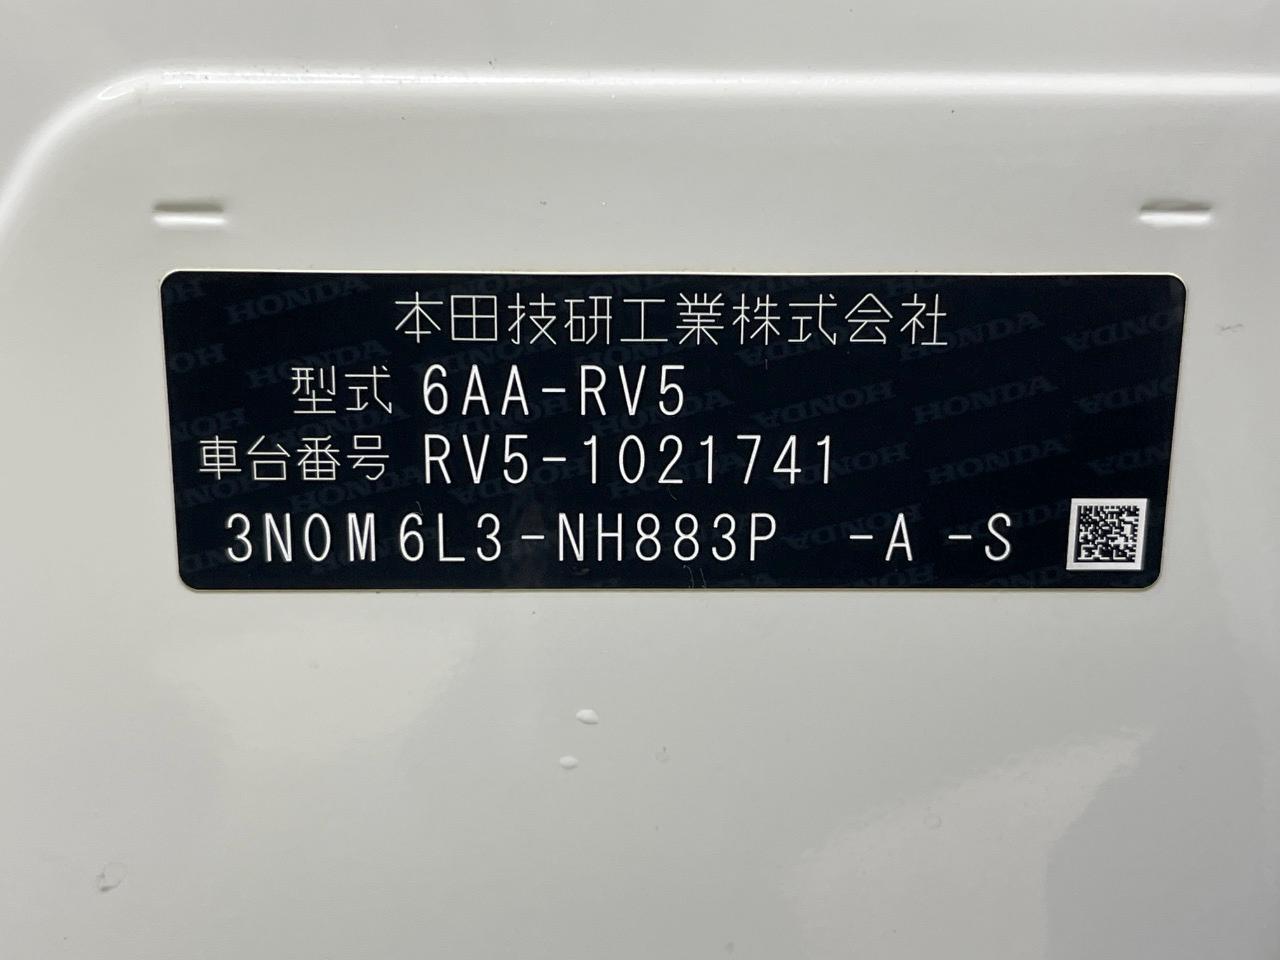 本田技研工業株式会社
型式 6AA-RV5
車台番号 RV5-1021741
3N0M6L3-NH883P -A -S